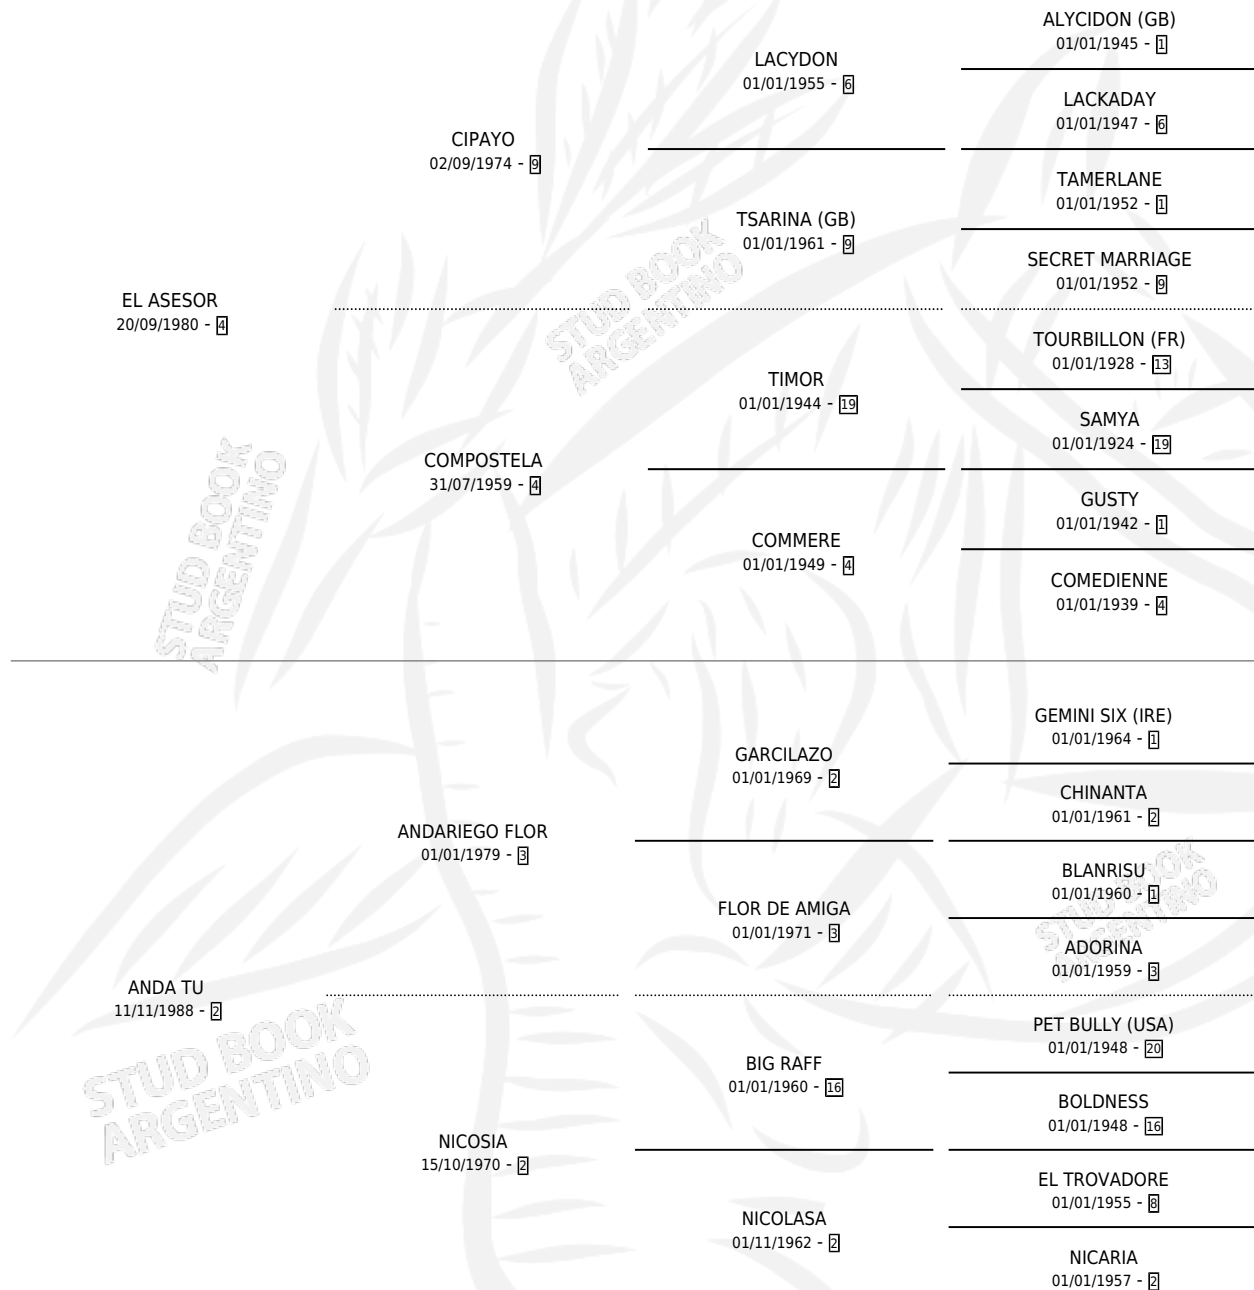 ALYCIDON (GB)
01/01/1945 - 1
LACYDON
01/01/1955 - 6
LACKADAY
01/01/1947 - 6
CIPAYO
02/09/1974 - 9
TAMERLANE
01/01/1952 - 1
TSARINA (GB)
01/01/1961 - 9
SECRET MARRIAGE
01/01/1952 - 9
EL ASESOR
20/09/1980 - 4
STUD BOOK
ARGENTINO
TOURBILLON (FR)
01/01/1928 - 13
TIMOR
01/01/1944 - 19
SAMYA
01/01/1924 - 19
COMPOSTELA
31/07/1959 - 4
GUSTY
01/01/1942 - 1
COMMERE
01/01/1949 - 4
COMEDIENNE
01/01/1939 - 4
STUD BOOK
ARGENTINO
GEMINI SIX (IRE)
01/01/1964 - 1
GARCILAZO
01/01/1969 - 2
CHINANTA
01/01/1961 - 2
ANDARIEGO FLOR
01/01/1979 - 3
BLANRISU
01/01/1960 - 1
FLOR DE AMIGA
01/01/1971 - 3
ADORINA
01/01/1959 - 3
STUD BOOK
ARGENTINO
ANDA TU
11/11/1988 - 2
STUD BOOK
ARGENTINO
PET BULLY (USA)
01/01/1948 - 20
BIG RAFF
01/01/1960 - 16
BOLDNESS
01/01/1948 - 16
NICOSIA
15/10/1970 - 2
EL TROVADORE
01/01/1955 - 8
NICOLASA
01/11/1962 - 2
NICARIA
01/01/1957 - 2